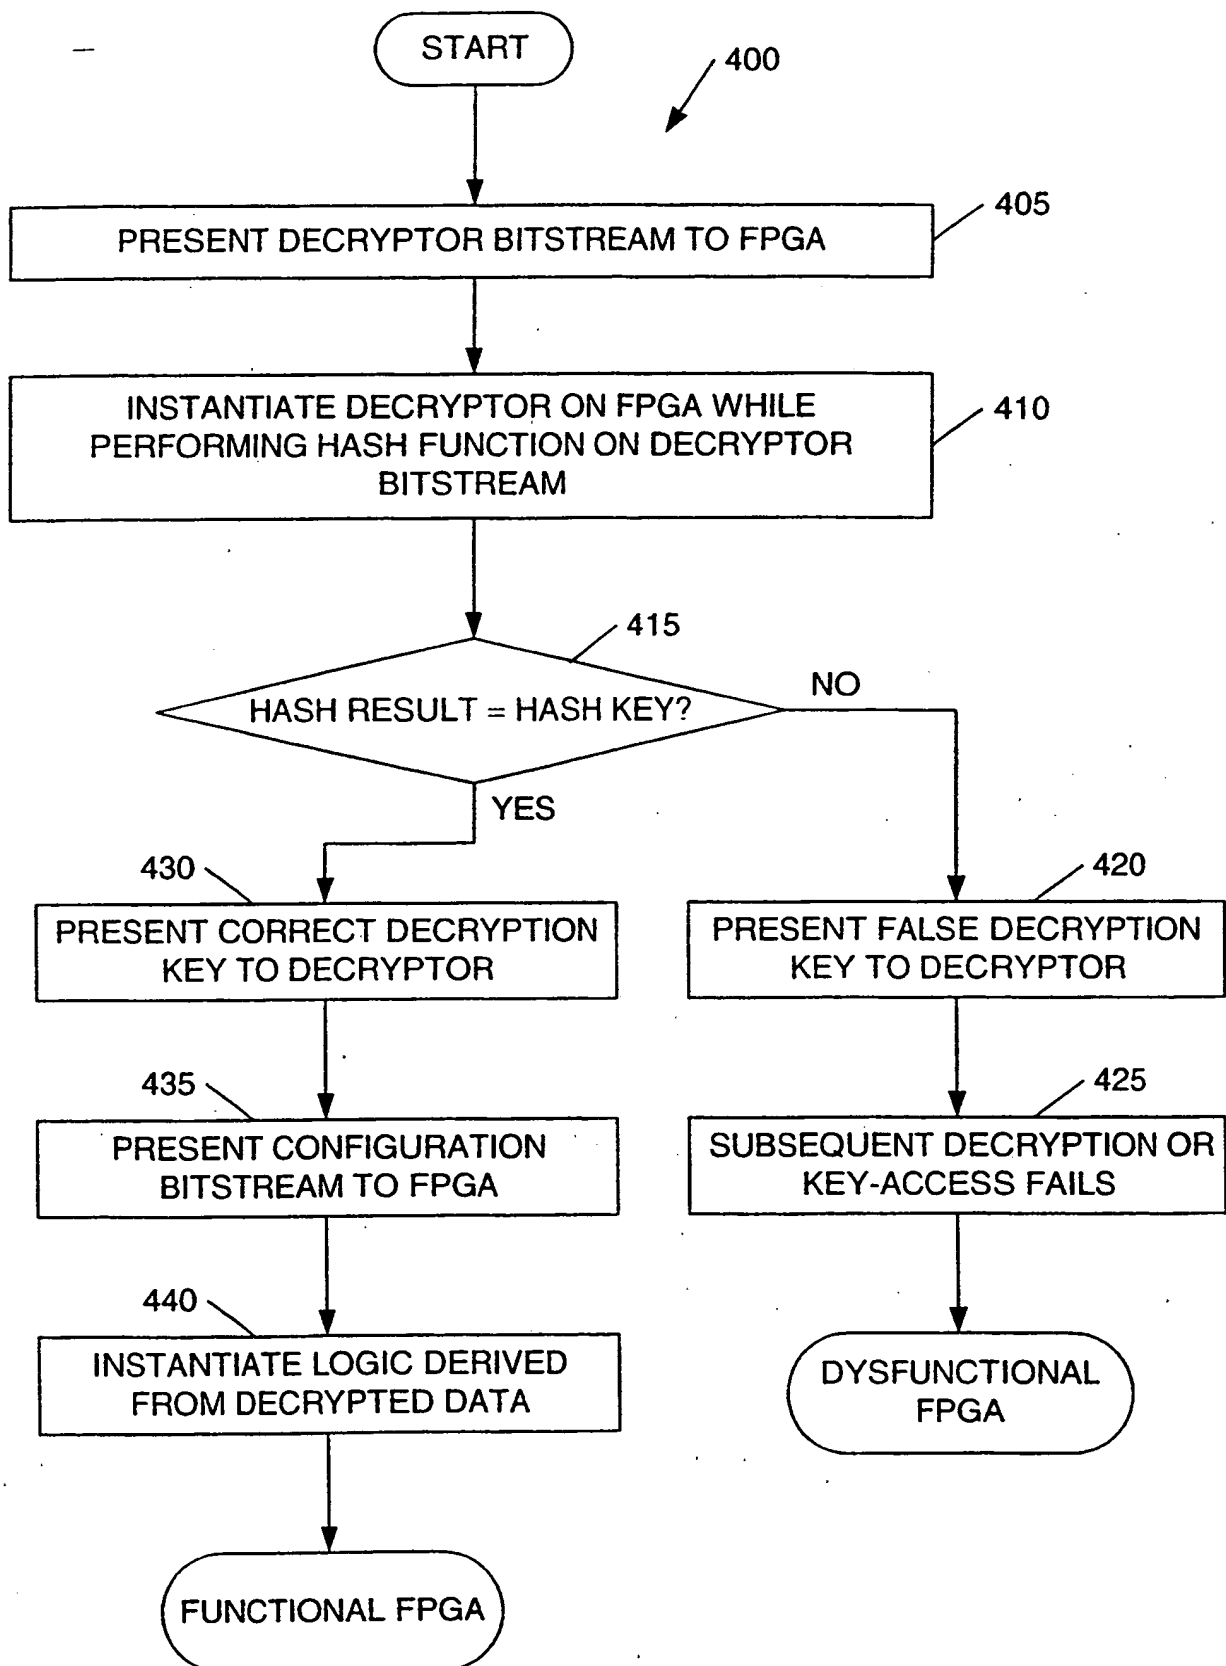 START
400
405
PRESENT DECRYPTOR BITSTREAM TO FPGA
410
INSTANTIATE DECRYPTOR ON FPGA WHILE
PERFORMING HASH FUNCTION ON DECRYPTOR
BITSTREAM
415
HASH RESULT = HASH KEY?
NO
YES
430
PRESENT CORRECT DECRYPTION
KEY TO DECRYPTOR
420
PRESENT FALSE DECRYPTION
KEY TO DECRYPTOR
435
PRESENT CONFIGURATION
BITSTREAM TO FPGA
425
SUBSEQUENT DECRYPTION OR
KEY-ACCESS FAILS
440
INSTANTIATE LOGIC DERIVED
FROM DECRYPTED DATA
DYSFUNCTIONAL
FPGA
FUNCTIONAL FPGA